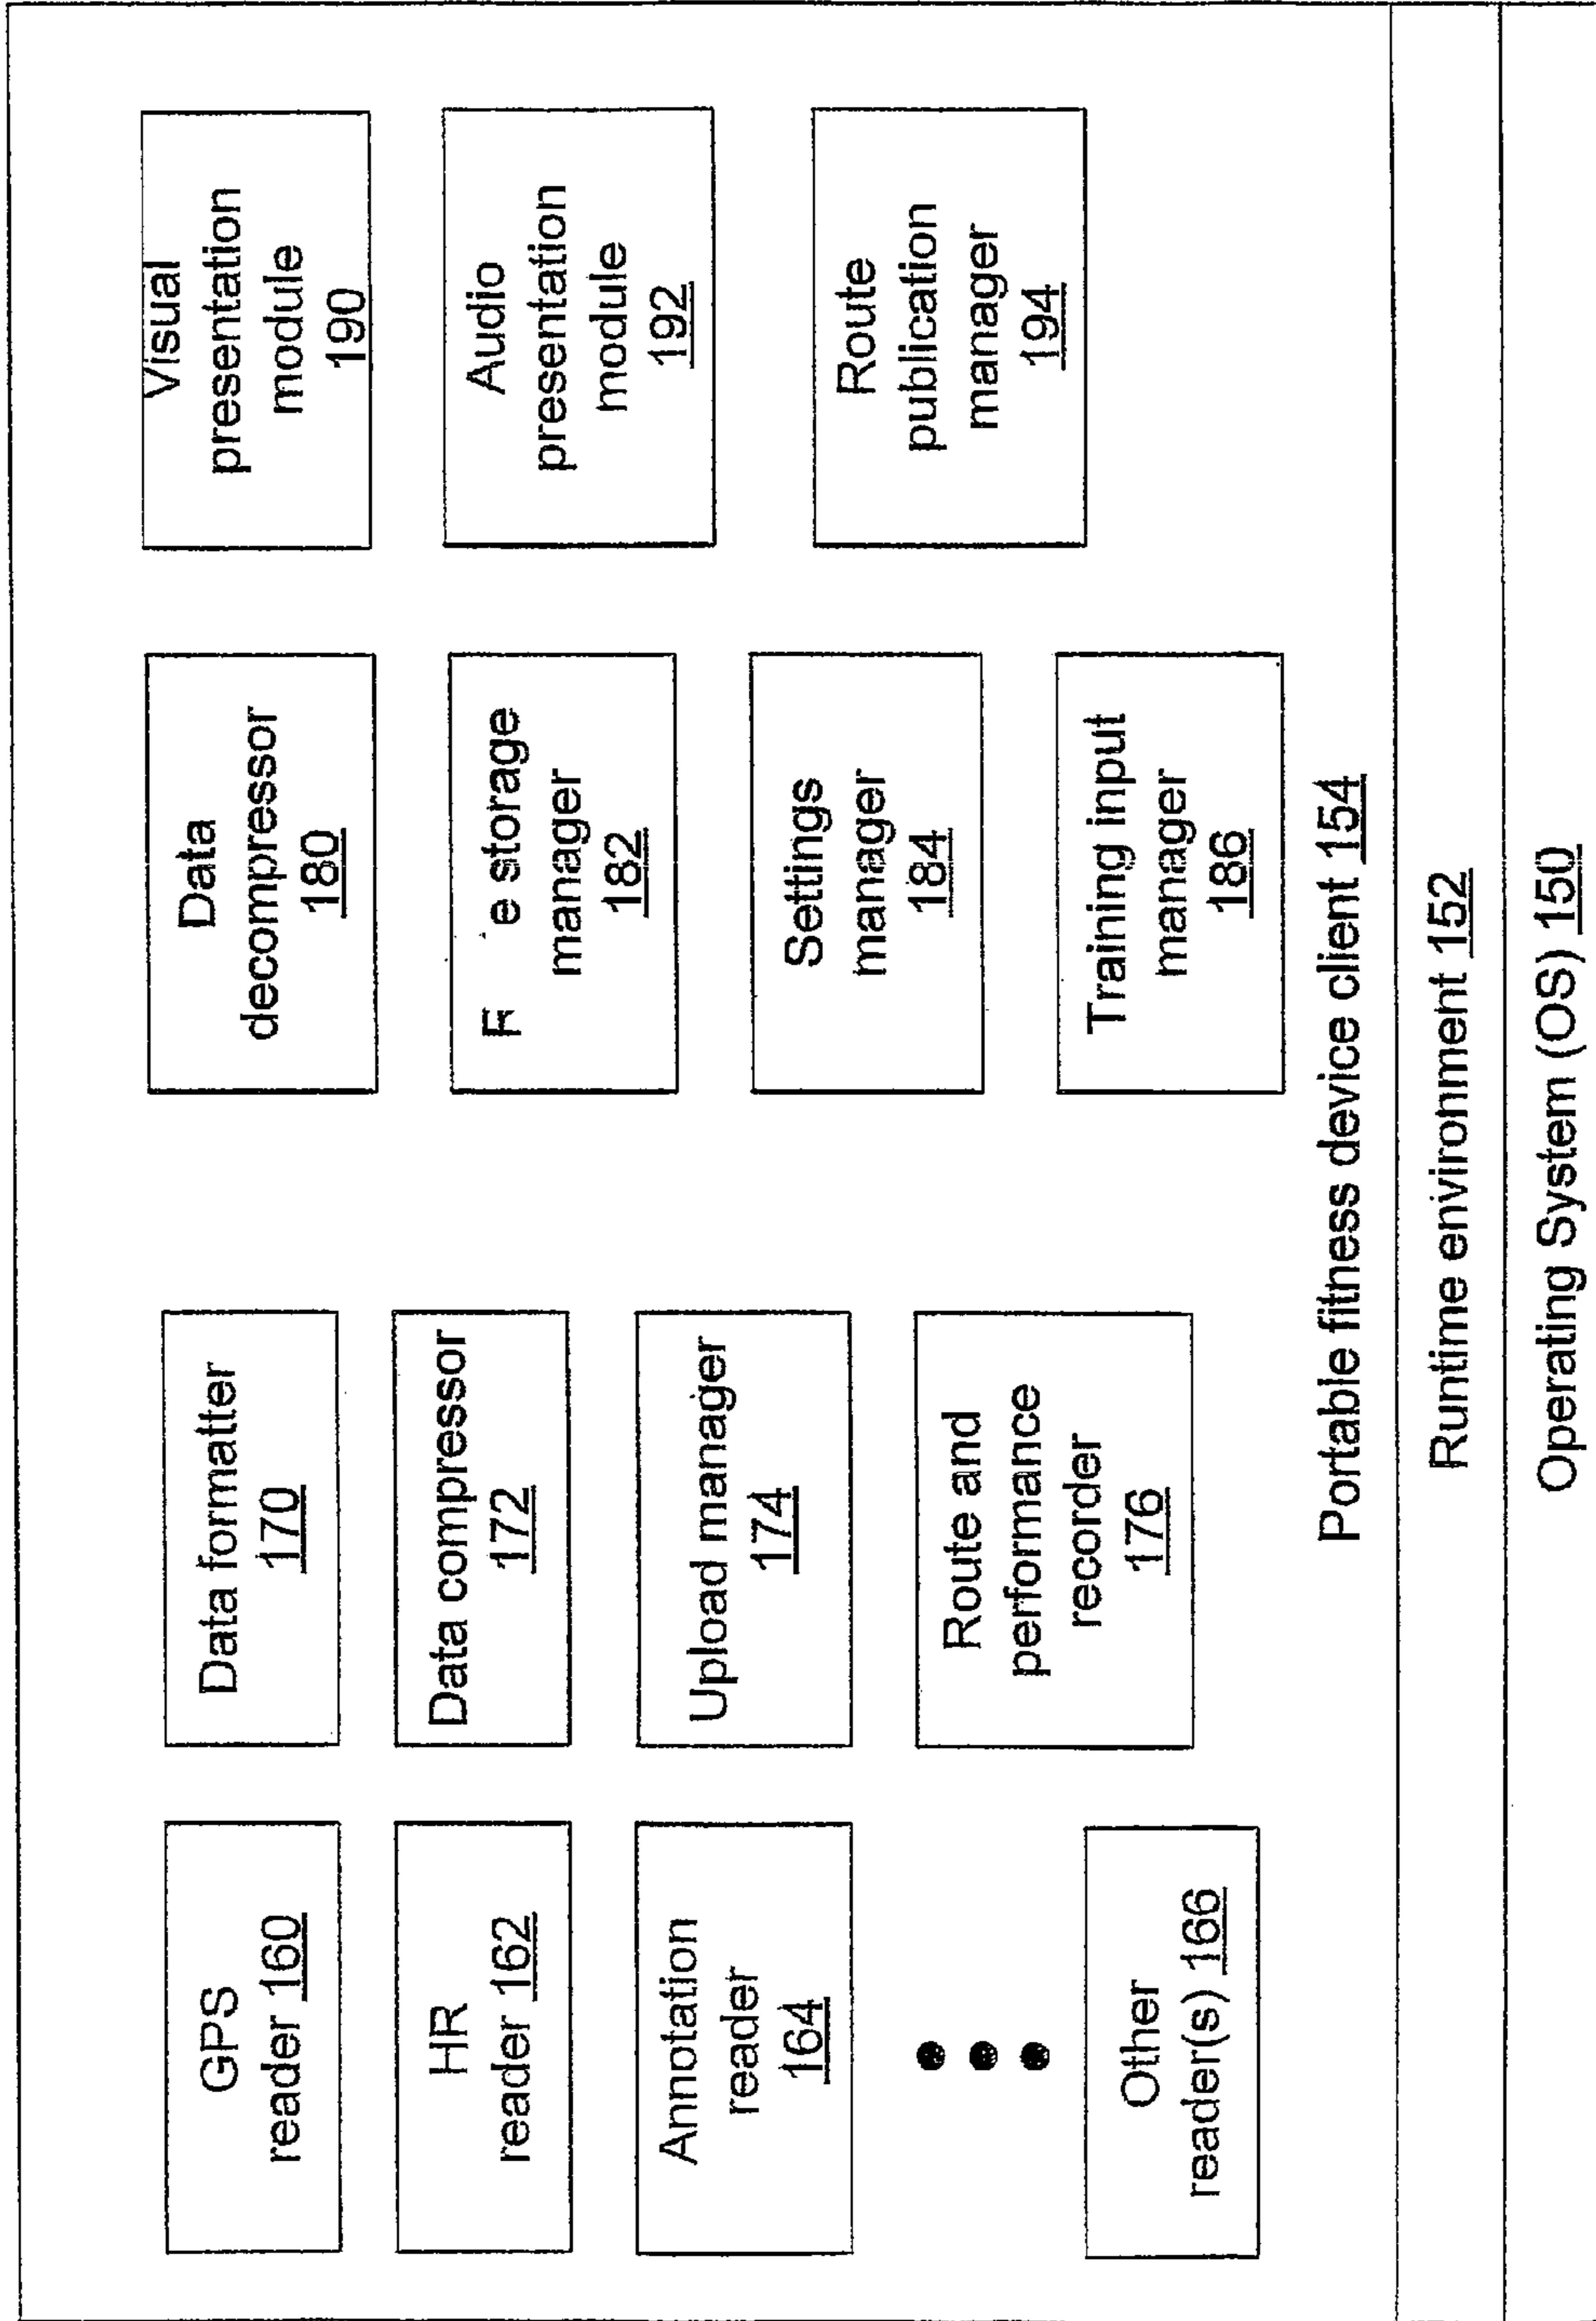 GPS
reader 160
HR
reader 162
Annotation
reader
164
Other
reader(s) 166
Data formatter
170
Data compressor
172
Upload manager
174
Route and
performance
recorder
176
Data
decompressor
180
storage
manager
182
Settings
manager
184
Training input
manager
186
Visual
presentation
module
190
Audio
presentation
module
192
Route
publication
manager
194
Portable fitness device client 154
Runtime environment 152
Operating System (OS) 150